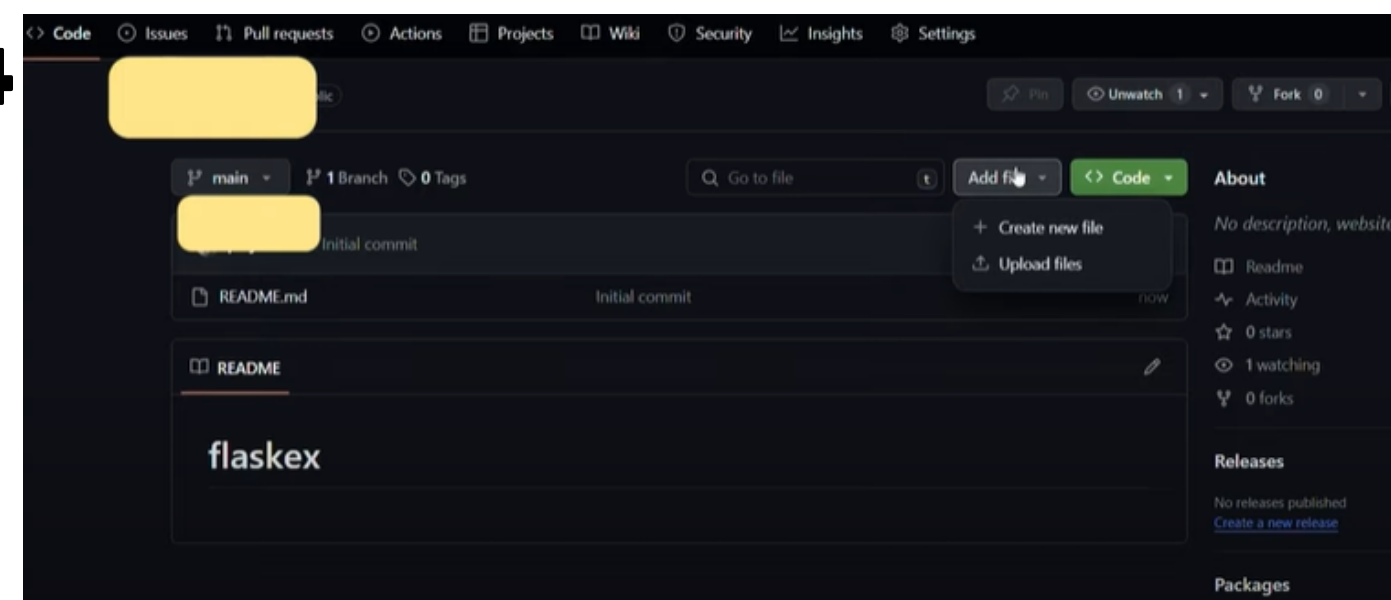 Code Issues Pull requests Actions Projects Wiki Security Insights Settings
Pin Unwatch 1 Fork 0
main 1 Branch 0 Tags Go to file t Add file Code
Create new file
Upload files
Initial commit
README.md Initial commit now
README
flaskex
About
No description, website
Readme
Activity
0 stars
1 watching
0 forks
Releases
No releases published
Create a new release
Packages